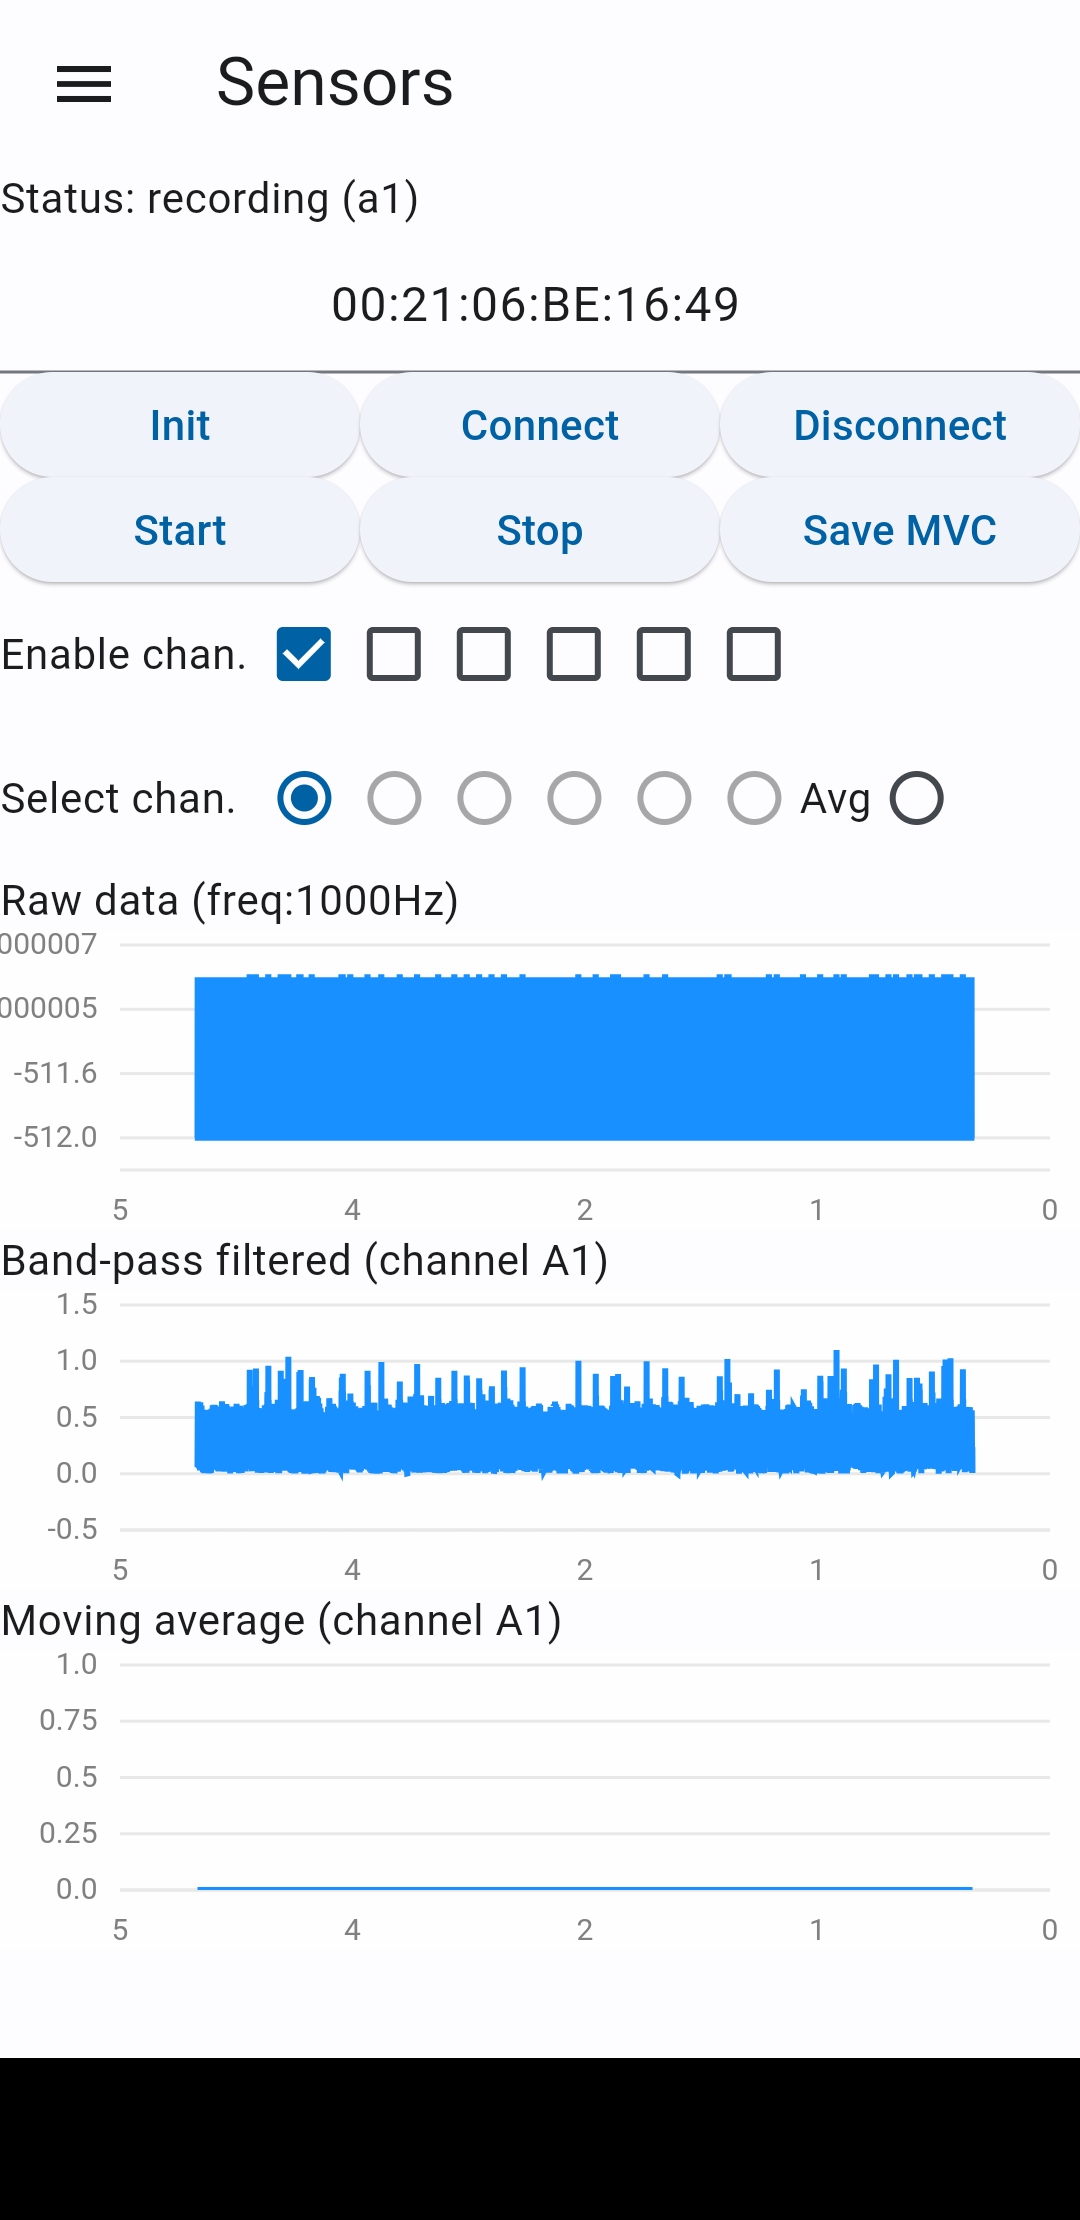 Sensors
Status: recording (a1)
00:21:06:BE:16:49
Init Connect Disconnect
Start Stop Save MVC
Enable chan.
Select chan. Avg
Raw data (freq:1000Hz)
000007
000005
-511.6
-512.0
5 4 2 1 0
Band-pass filtered (channel A1)
1.5
1.0
0.5
0.0
-0.5
5 4 2 1 0
Moving average (channel A1)
1.0
0.75
0.5
0.25
0.0
5 4 2 1 0